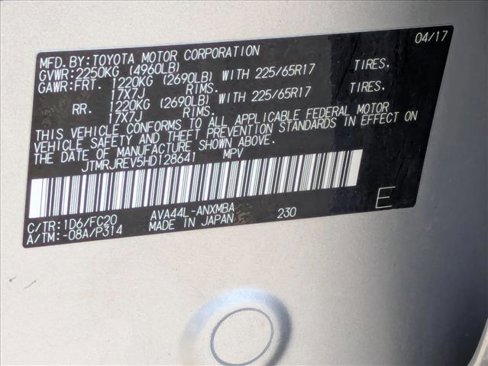 MFD.BY:TOYOTA MOTOR CORPORATION 04/17
GVWR:2250KG (4960LB)
GAWR:FRT. 1220KG (2690LB) WITH 225/65R17 TIRES.
17X7J RIMS.
RR. 1220KG (2690LB) WITH 225/65R17 TIRES.
17X7J RIMS.
THIS VEHICLE CONFORMS TO ALL APPLICABLE FEDERAL MOTOR
VEHICLE SAFETY AND THEFT PREVENTION STANDARDS IN EFFECT ON
THE DATE OF MANUFACTURE SHOWN ABOVE.
JTMRJREV5HD128641 MPV
C/TR:1D6/FC20 AVA44L-ANXMBA 230
A/TM:-08A/P314 MADE IN JAPAN
E